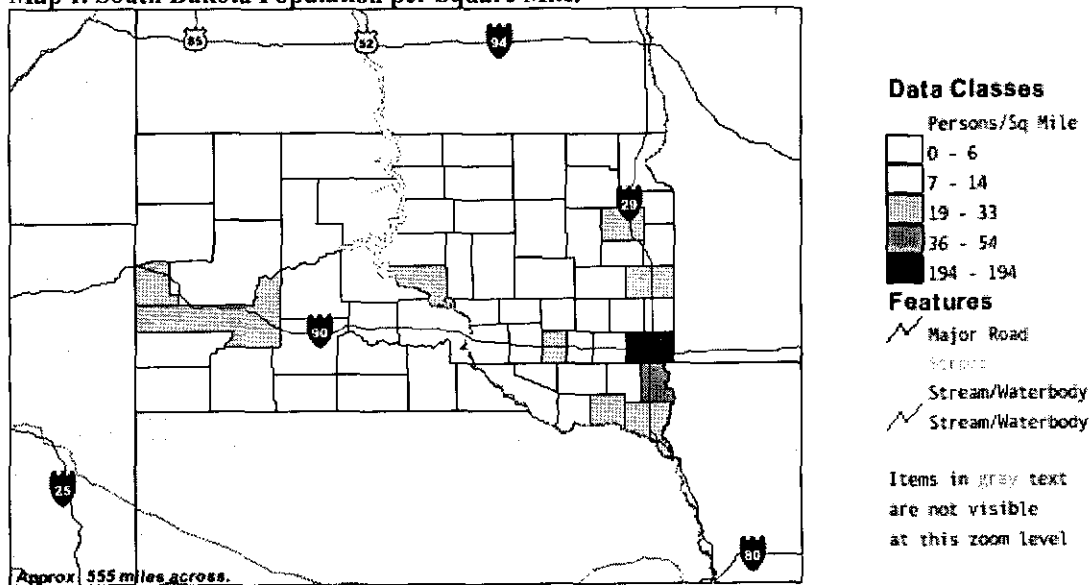 Map 1. South Dakota Population per Square Mile.
85
52
94
29
90
25
80
Approx. 555 miles across.
Data Classes
Persons/Sq Mile
0 - 6
7 - 14
19 - 33
36 - 54
194 - 194
Features
Major Road
Stream/Waterbody
Stream/Waterbody
Items in gray text
are not visible
at this zoom level